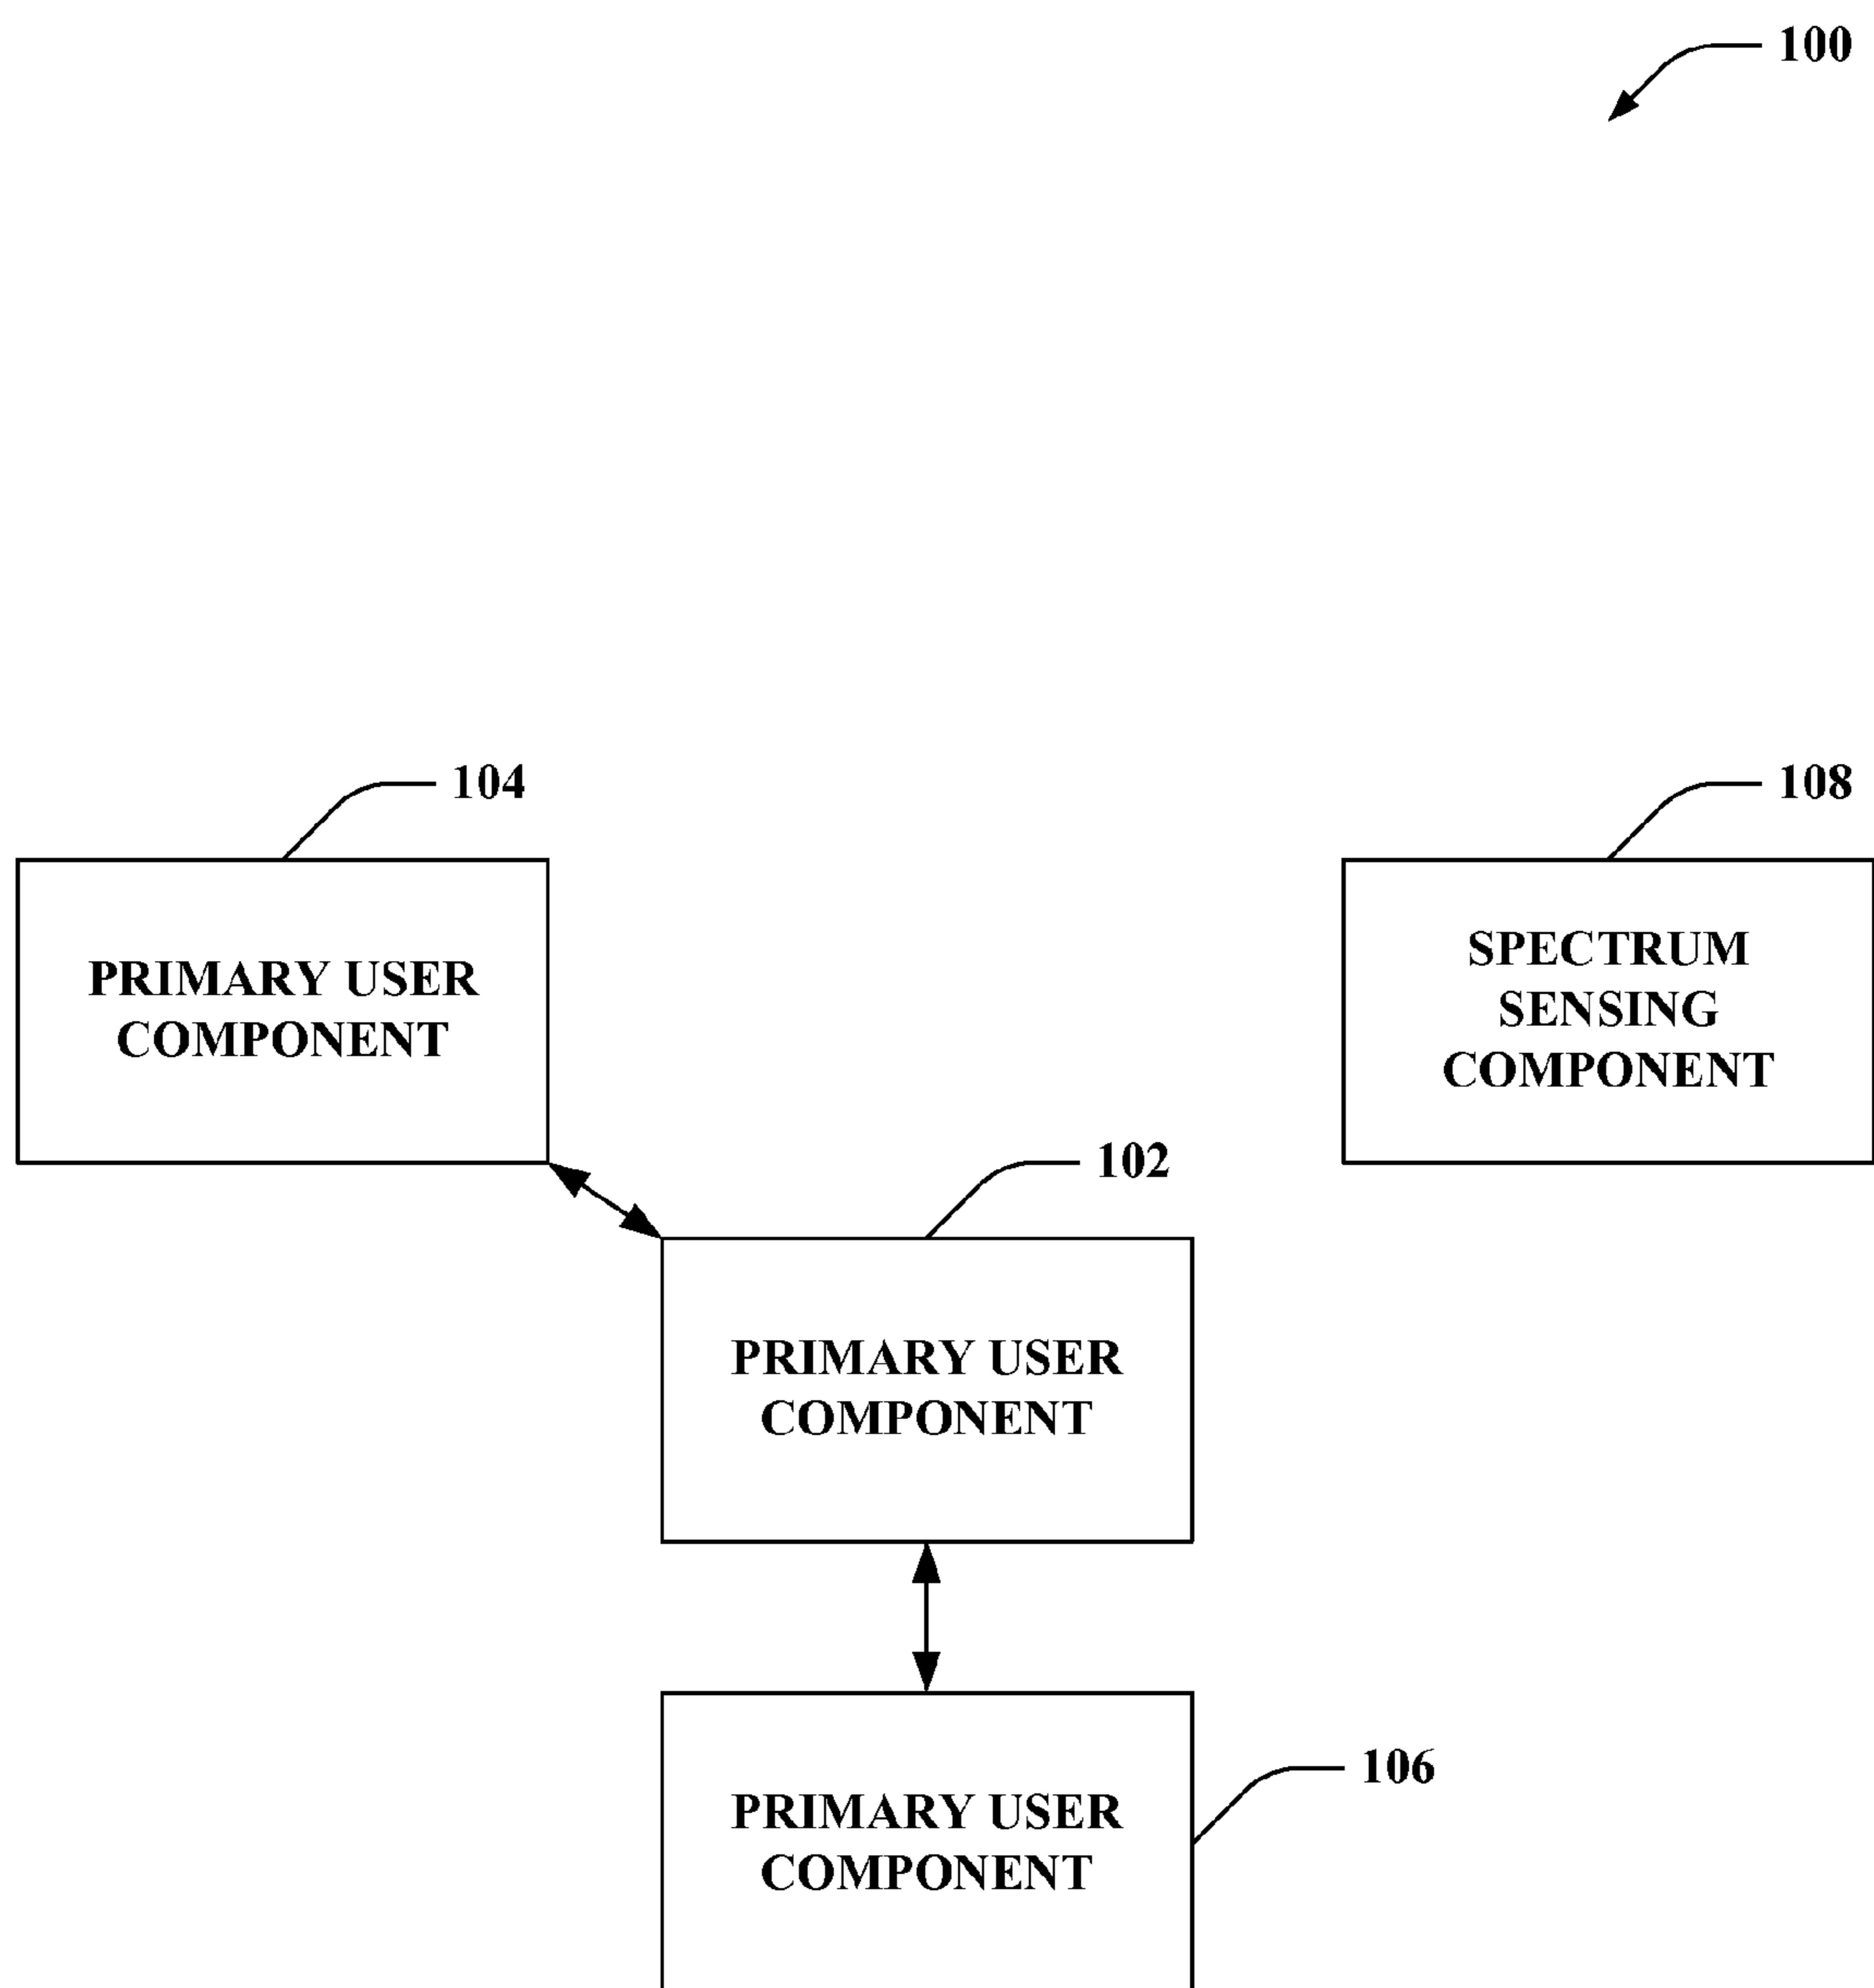 100
104
108
PRIMARY USER
COMPONENT
SPECTRUM
SENSING
COMPONENT
102
PRIMARY USER
COMPONENT
106
PRIMARY USER
COMPONENT